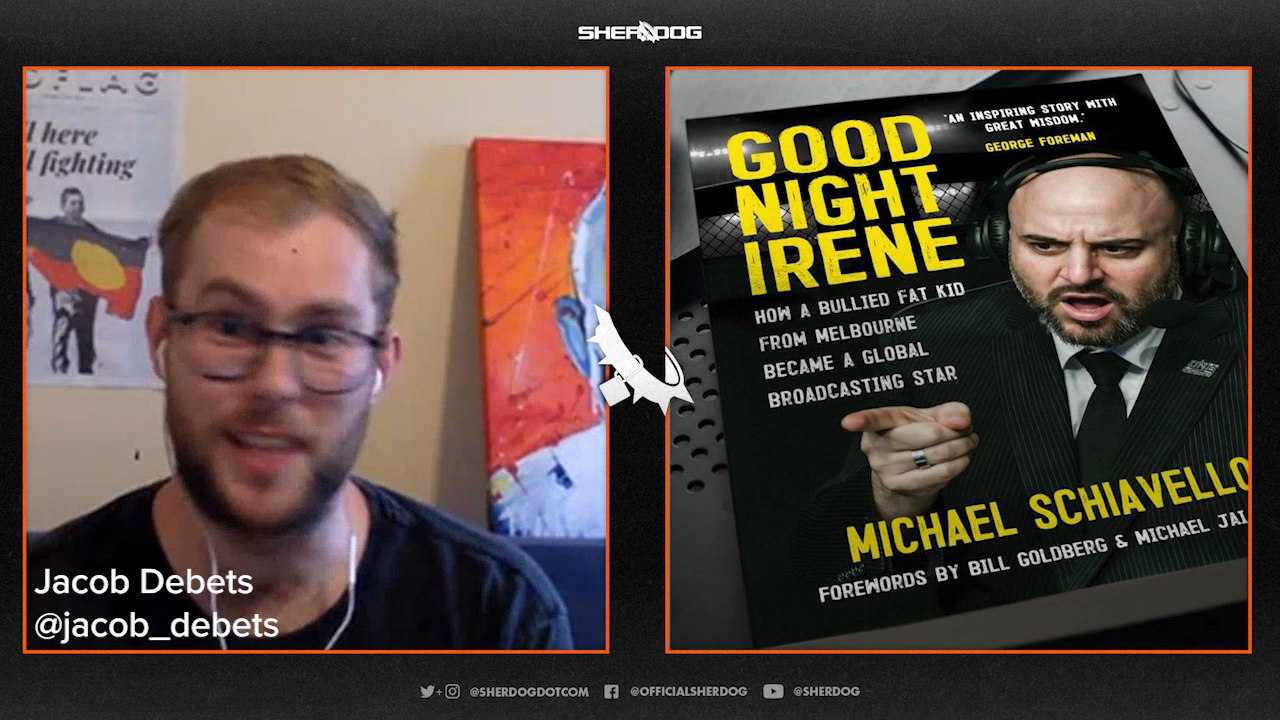 SHERDOG
l here
l fighting
Jacob Debets
@jacob_debets
'AN INSPIRING STORY WITH
GREAT WISDOM.'
GEORGE FOREMAN
GOOD
NIGHT
IRENE
HOW A BULLIED FAT KID
FROM MELBOURNE
BECAME A GLOBAL
BROADCASTING STAR
MICHAEL SCHIAVELLO
FOREWORDS BY BILL GOLDBERG & MICHAEL JAI
@SHERDOGDOTCOM @OFFICIALSHERDOG @SHERDOG